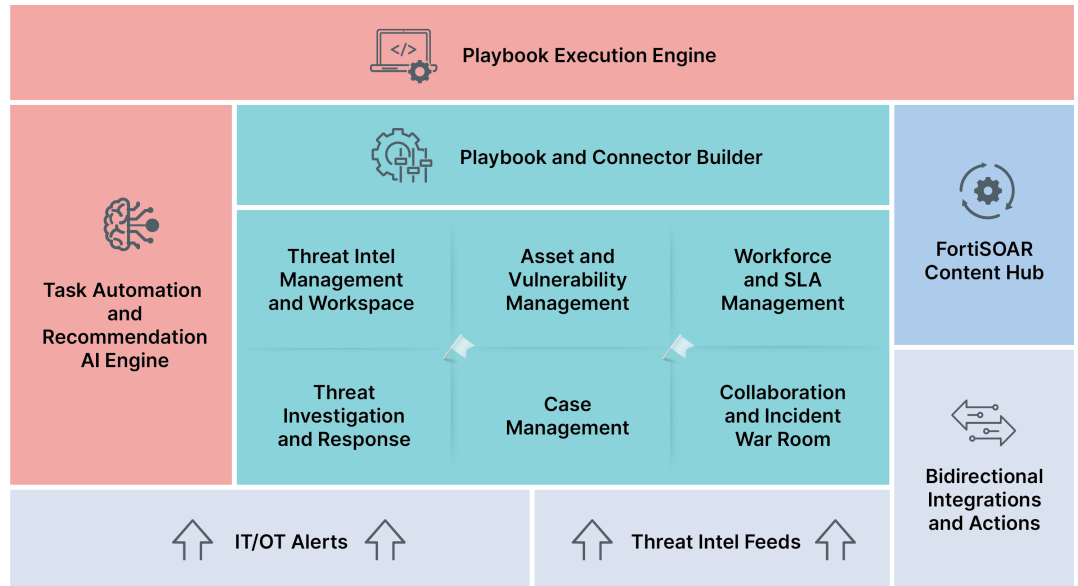 </>
Playbook Execution Engine
Playbook and Connector Builder
Task Automation
and
Recommendation
AI Engine
Threat Intel
Management
and Workspace
Asset and
Vulnerability
Management
Workforce
and SLA
Management
Threat
Investigation
and Response
Case
Management
Collaboration
and Incident
War Room
FortiSOAR
Content Hub
Bidirectional
Integrations
and Actions
IT/OT Alerts
Threat Intel Feeds